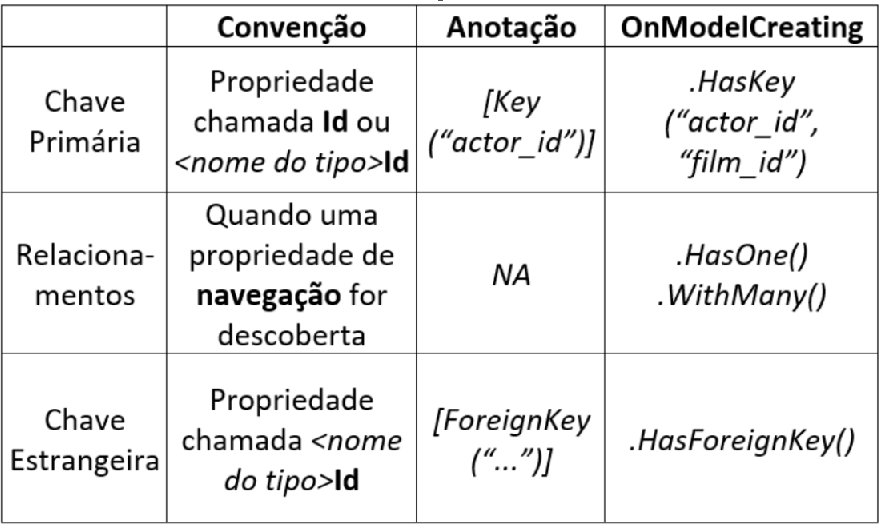 Convenção Anotação OnModelCreating
Chave
Primária
Propriedade
chamada Id ou
<nome do tipo>Id
[Key
("actor_id")]
.HasKey
("actor_id",
"film_id")
Relaciona-
mentos
Quando uma
propriedade de
navegação for
descoberta
NA
.HasOne()
.WithMany()
Chave
Estrangeira
Propriedade
chamada <nome
do tipo>Id
[ForeignKey
("...")]
.HasForeignKey()